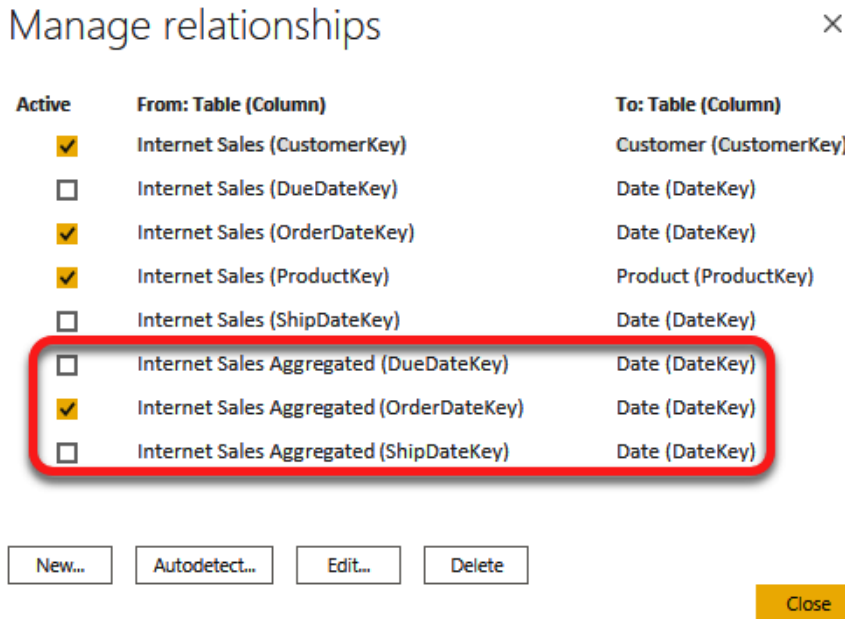 Manage relationships
Active From: Table (Column) To: Table (Column)
Internet Sales (CustomerKey) Customer (CustomerKey)
Internet Sales (DueDateKey) Date (DateKey)
Internet Sales (OrderDateKey) Date (DateKey)
Internet Sales (ProductKey) Product (ProductKey)
Internet Sales (ShipDateKey) Date (DateKey)
Internet Sales Aggregated (DueDateKey) Date (DateKey)
Internet Sales Aggregated (OrderDateKey) Date (DateKey)
Internet Sales Aggregated (ShipDateKey) Date (DateKey)
New... Autodetect... Edit... Delete
Close